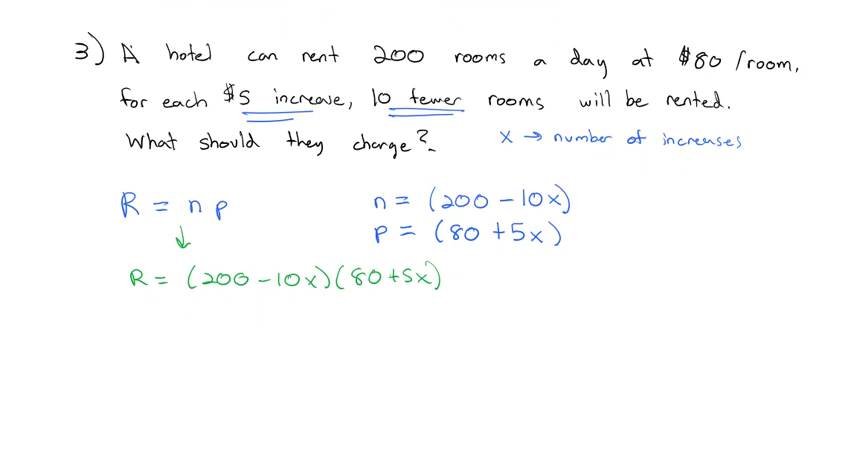 3) A hotel can rent 200 rooms a day at $80/room,
for each $5 increase, 10 fewer rooms will be rented.
What should they charge?
x → number of increases
R = n p
n = (200 - 10x)
p = (80 + 5x)
↓
R = (200 - 10x)(80 + 5x)